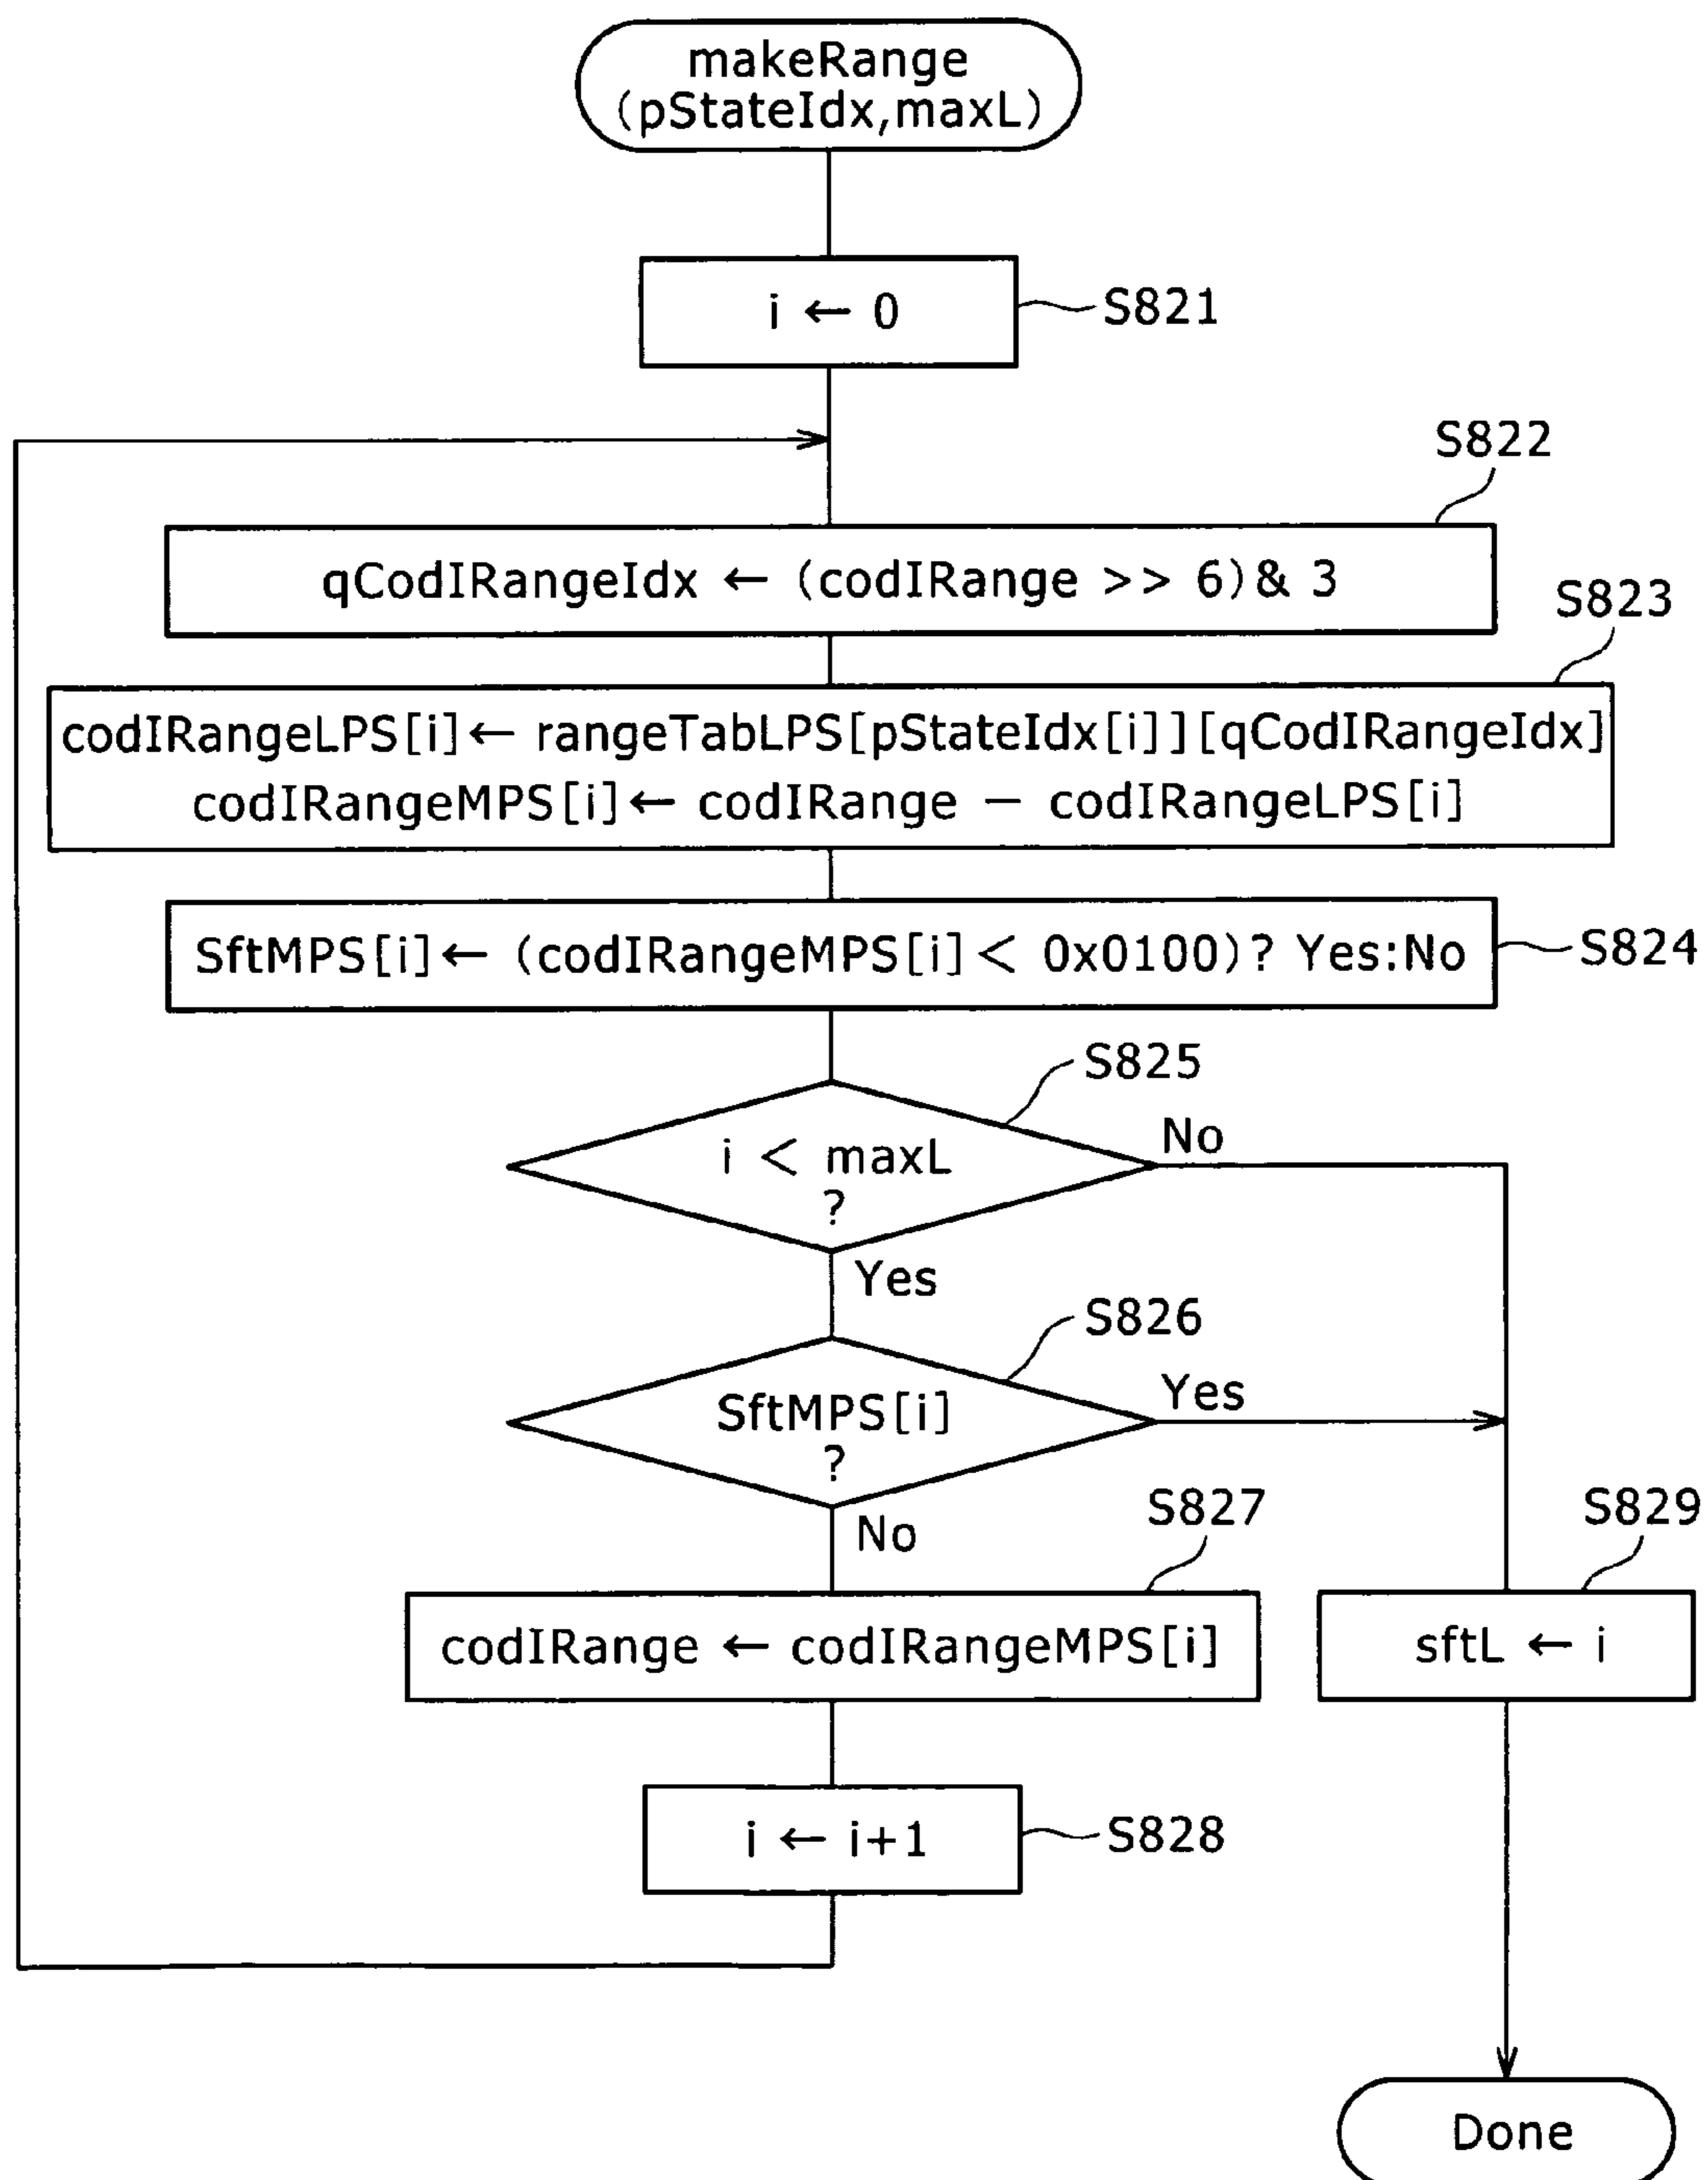 makeRange
(pStateIdx,maxL)
i ← 0
S821
S822
qCodIRangeIdx ← (codIRange >> 6)& 3
S823
codIRangeLPS[i]← rangeTabLPS[pStateIdx[i]][qCodIRangeIdx]
codIRangeMPS[i]← codIRange − codIRangeLPS[i]
SftMPS[i]← (codIRangeMPS[i]< 0x0100)? Yes:No
S824
S825
i < maxL
?
No
Yes
S826
SftMPS[i]
?
Yes
No
S827
codIRange ← codIRangeMPS[i]
S829
sftL ← i
i ← i+1
S828
Done